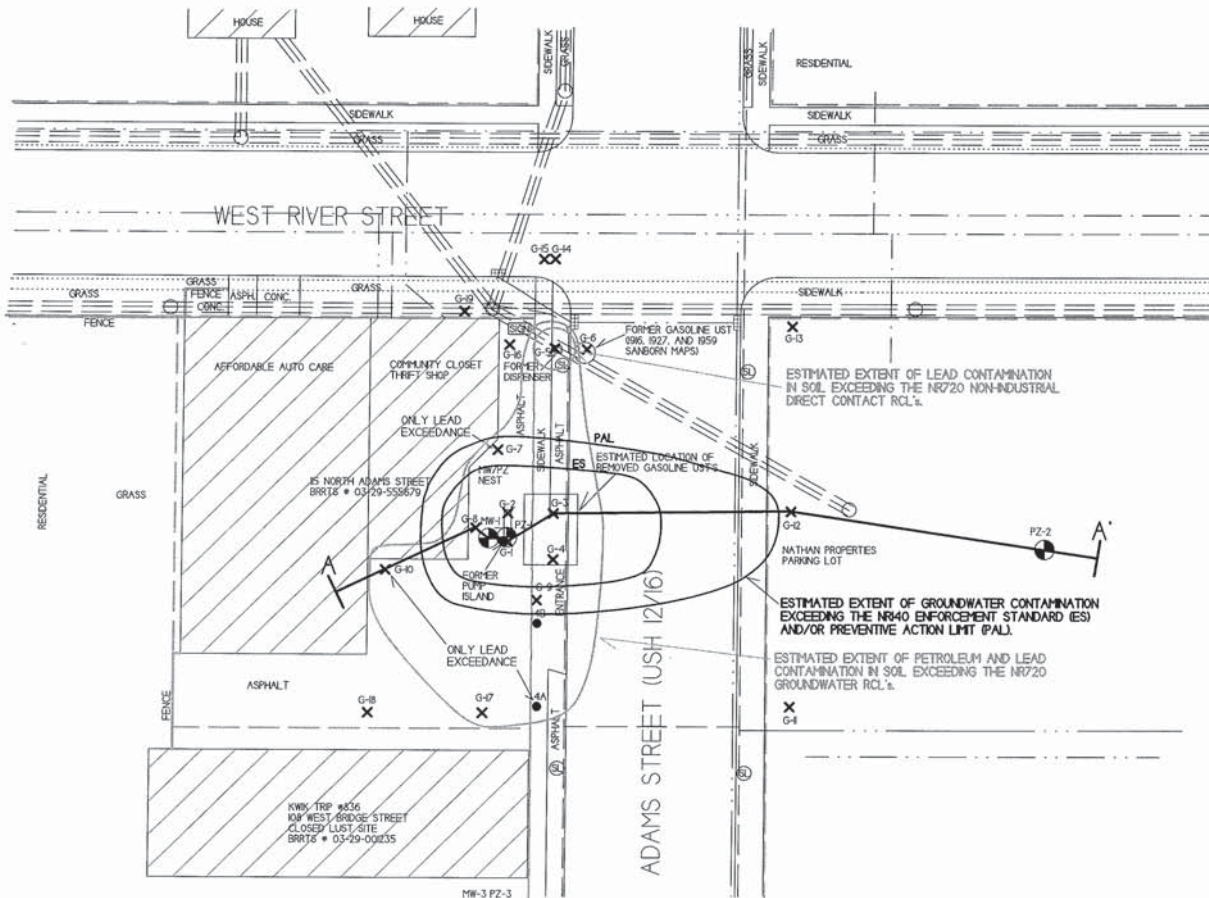 HOUSE
HOUSE
SIDEWALK
GRASS
GRASS
SIDEWALK
RESIDENTIAL
SIDEWALK
SIDEWALK
GRASS
GRASS
WEST RIVER STREET
G-15 G-14
GRASS
FENCE
CONC.
ASPH.
CONC.
GRASS
GRASS
SIDEWALK
FENCE
G-19
SIGN
G-16
FORMER
DISPENSER
G-5
SL
G-6
FORMER GASOLINE UST
(1916, 1927, AND 1959
SANBORN MAPS)
G-13
AFFORDABLE AUTO CARE
COMMUNITY CLOSET
THRIFT SHOP
SL
ESTIMATED EXTENT OF LEAD CONTAMINATION
IN SOIL EXCEEDING THE NR720 NON-INDUSTRIAL
DIRECT CONTACT RCL's.
ONLY LEAD
EXCEEDANCE
ASPHALT
SIDEWALK
ASPHALT
PAL
G-7
ES
ESTIMATED LOCATION OF
REMOVED GASOLINE UST'S
SIDEWALK
115 NORTH ADAMS STREET
BRRTS # 03-29-555679
MW/PZ
NEST
RESIDENTIAL
GRASS
G-2
G-3
G-8
MW-1
PZ-1
G-1
G-4
G-12
PZ-2
A
A'
G-10
FORMER
PUMP
ISLAND
G-9
ENTRANCE
NATHAN PROPERTIES
PARKING LOT
ESTIMATED EXTENT OF GROUNDWATER CONTAMINATION
EXCEEDING THE NR140 ENFORCEMENT STANDARD (ES)
AND/OR PREVENTIVE ACTION LIMIT (PAL).
ONLY LEAD
EXCEEDANCE
ESTIMATED EXTENT OF PETROLEUM AND LEAD
CONTAMINATION IN SOIL EXCEEDING THE NR720
GROUNDWATER RCL's.
ASPHALT
FENCE
G-18
G-17
4A
G-11
ASPHALT
ADAMS STREET (USH 12/16)
SL
SL
KWIK TRIP #836
108 WEST BRIDGE STREET
CLOSED LUST SITE
BRRTS # 03-29-001235
MW-3 PZ-3